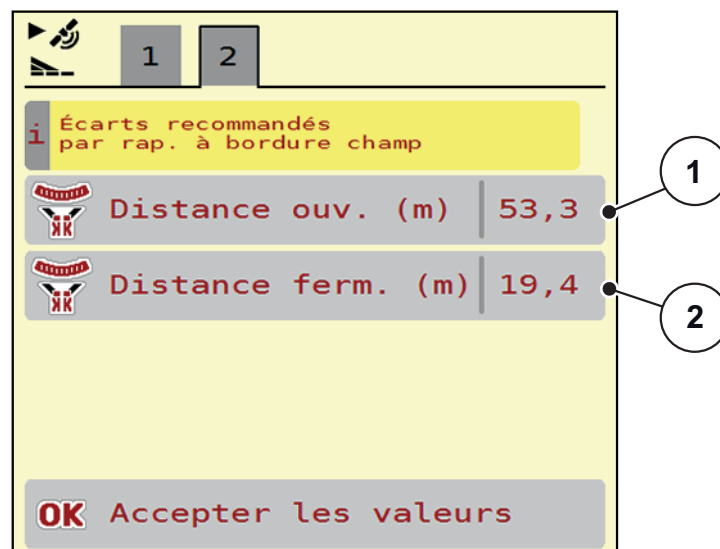 1 2
i Écarts recommandés
par rap. à bordure champ
Distance ouv. (m) 53,3
1
Distance ferm. (m) 19,4
2
OK Accepter les valeurs